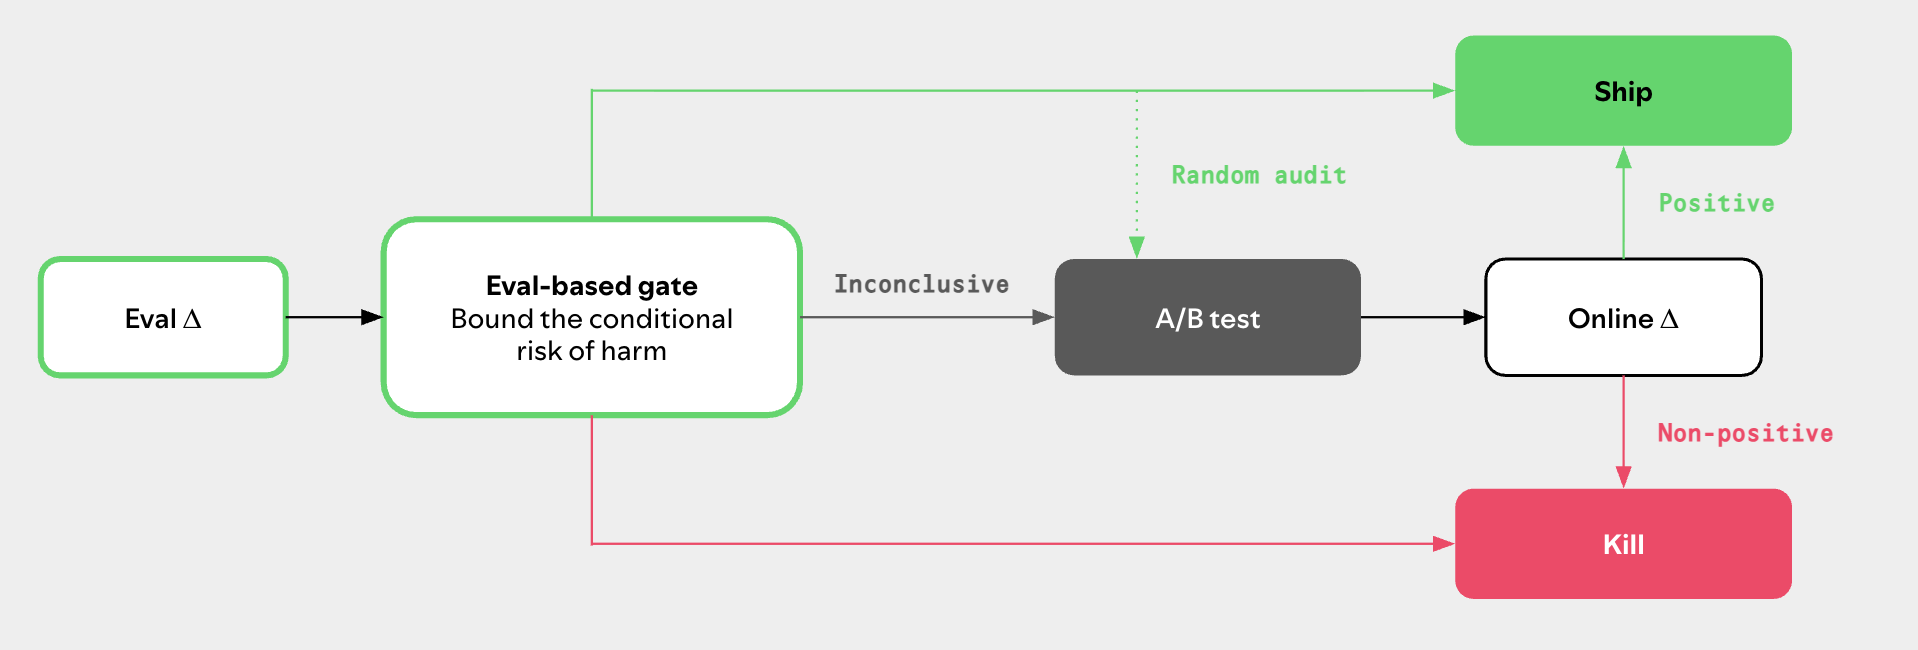 Ship
Random audit
Positive
Eval Δ
Eval-based gate
Bound the conditional
risk of harm
Inconclusive
A/B test
Online Δ
Non-positive
Kill